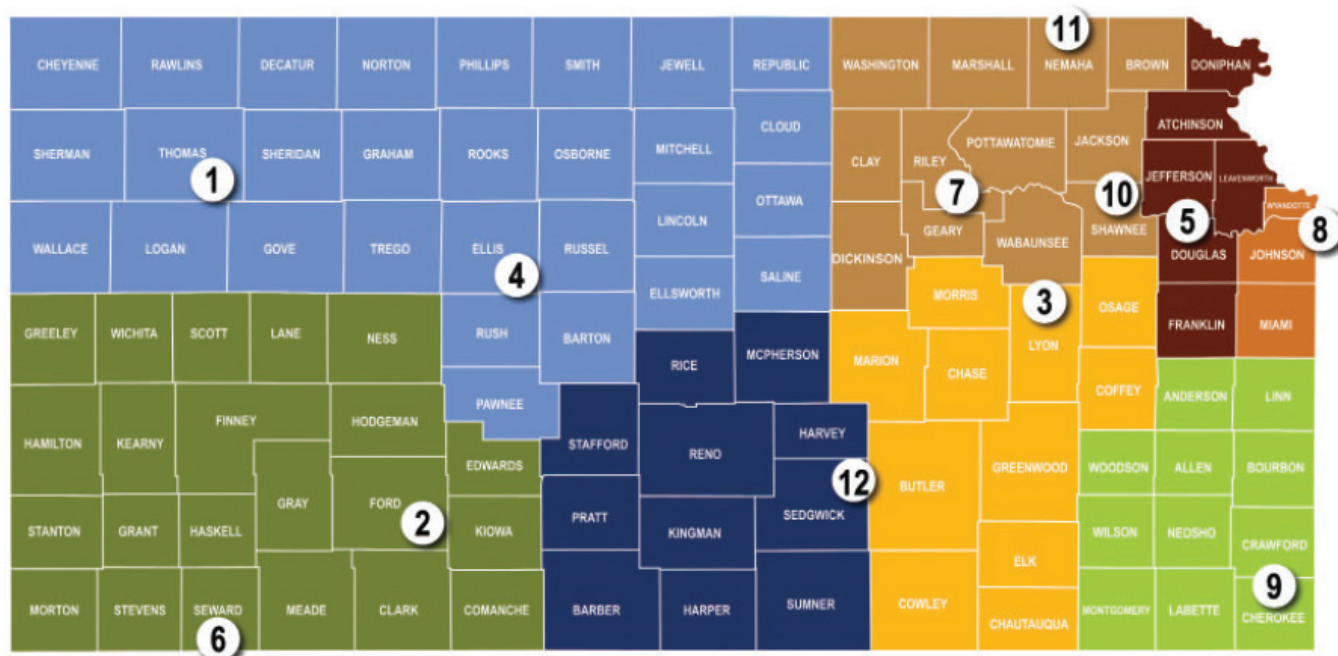 11
CHEYENNE RAWLINS DECATUR NORTON PHILLIPS SMITH JEWELL REPUBLIC WASHINGTON MARSHALL NEMAHA BROWN DONIPHAN
CLOUD ATCHINSON
SHERMAN THOMAS SHERIDAN GRAHAM ROOKS OSBORNE MITCHELL CLAY RILEY POTTAWATOMIE JACKSON
1 7 10 JEFFERSON LEAVENWORTH
LINCOLN OTTAWA WYANDOTTE
WALLACE LOGAN GOVE TREGO ELLIS RUSSEL GEARY WABAUNSEE SHAWNEE 5 8
4 SALINE DICKINSON DOUGLAS JOHNSON
ELLSWORTH MORRIS 3 OSAGE
GREELEY WICHITA SCOTT LANE NESS RUSH BARTON FRANKLIN MIAMI
RICE MCPHERSON MARION CHASE LYON
PAWNEE COFFEY ANDERSON LINN
HAMILTON KEARNY FINNEY HODGEMAN STAFFORD HARVEY
EDWARDS RENO GREENWOOD WOODSON ALLEN BOURBON
12 BUTLER
STANTON GRANT HASKELL GRAY FORD KIOWA PRATT KINGMAN SEDGWICK WILSON NEOSHO CRAWFORD
2
ELK
9
MORTON STEVENS SEWARD MEADE CLARK COMANCHE BARBER HARPER SUMNER COWLEY CHAUTAUQUA MONTGOMERY LABETTE CHEROKEE
6